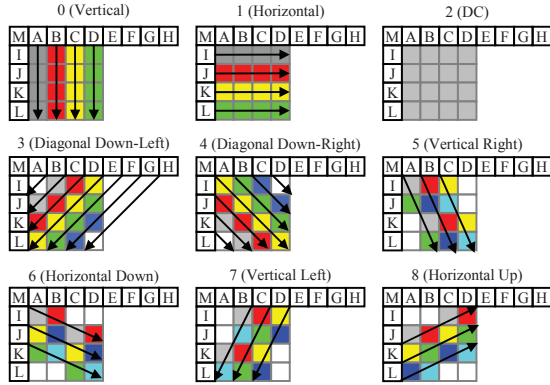 0 (Vertical)
M A B C D E F G H
I
J
K
L
1 (Horizontal)
M A B C D E F G H
I
J
K
L
2 (DC)
M A B C D E F G H
I
J
K
L
3 (Diagonal Down-Left)
M A B C D E F G H
I
J
K
L
4 (Diagonal Down-Right)
M A B C D E F G H
I
J
K
L
5 (Vertical Right)
M A B C D E F G H
I
J
K
L
6 (Horizontal Down)
M A B C D E F G H
I
J
K
L
7 (Vertical Left)
M A B C D E F G H
I
J
K
L
8 (Horizontal Up)
M A B C D E F G H
I
J
K
L